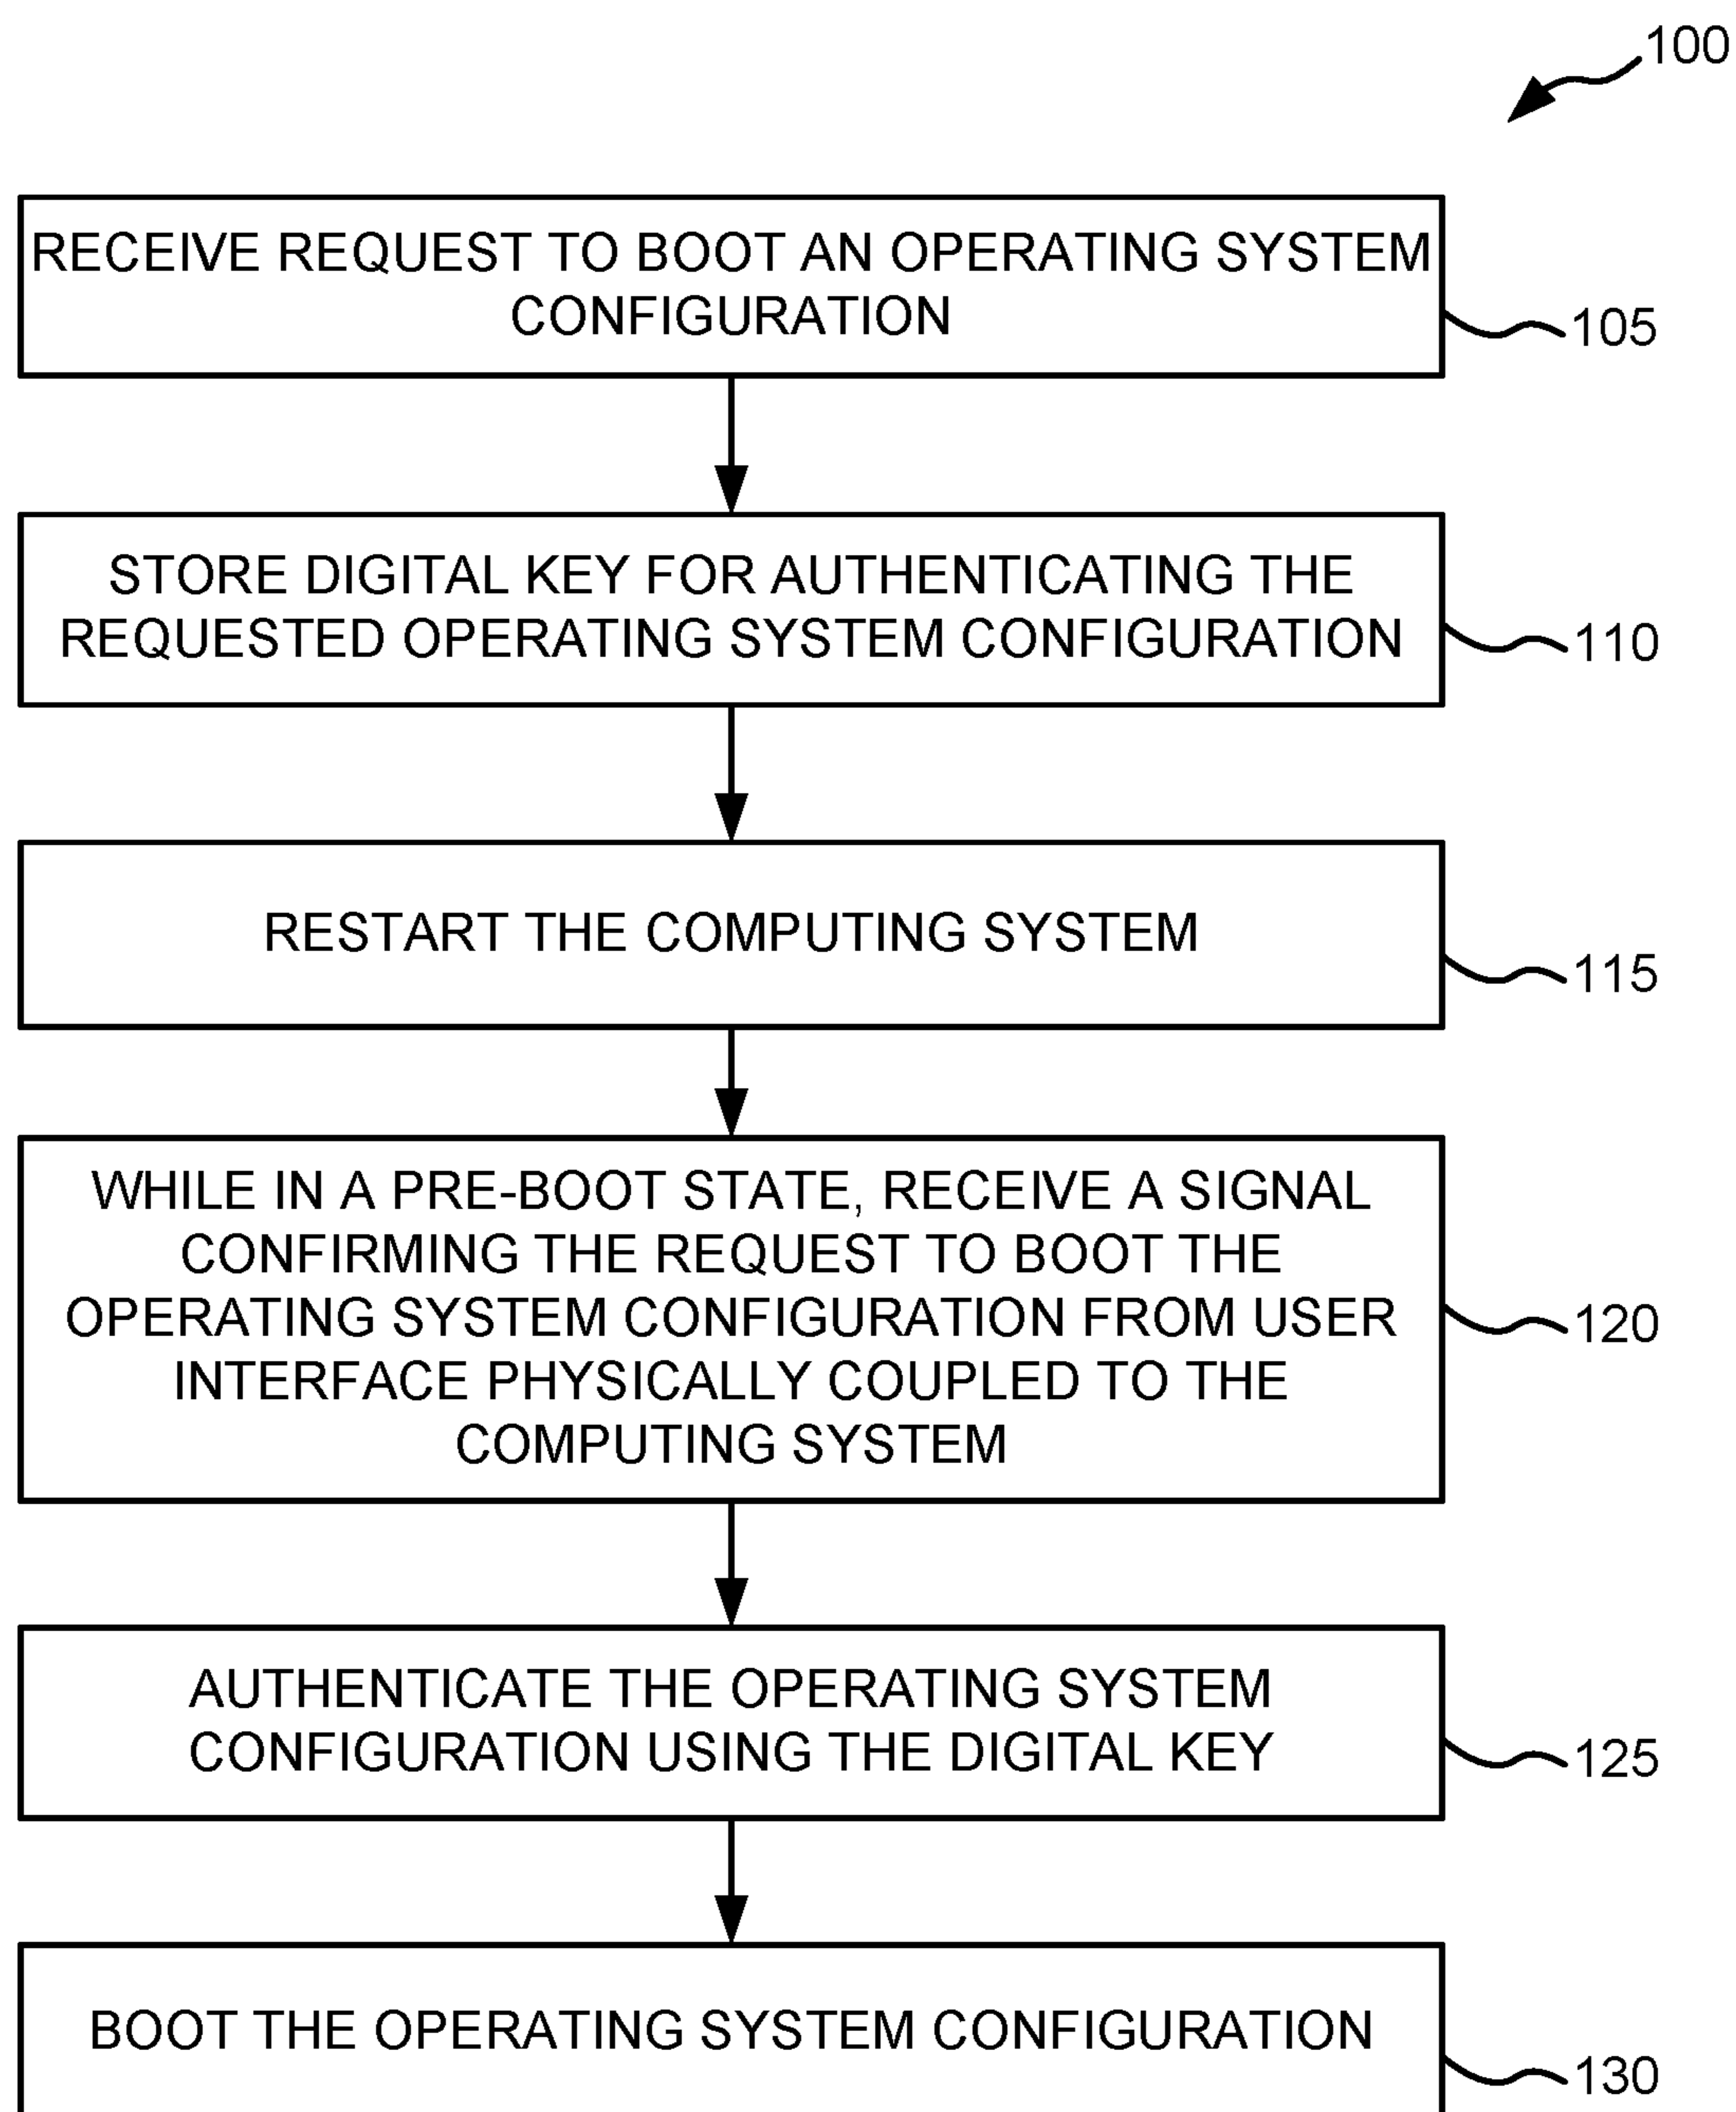 100
RECEIVE REQUEST TO BOOT AN OPERATING SYSTEM
CONFIGURATION
105
STORE DIGITAL KEY FOR AUTHENTICATING THE
REQUESTED OPERATING SYSTEM CONFIGURATION
110
RESTART THE COMPUTING SYSTEM
115
WHILE IN A PRE-BOOT STATE, RECEIVE A SIGNAL
CONFIRMING THE REQUEST TO BOOT THE
OPERATING SYSTEM CONFIGURATION FROM USER
INTERFACE PHYSICALLY COUPLED TO THE
COMPUTING SYSTEM
120
AUTHENTICATE THE OPERATING SYSTEM
CONFIGURATION USING THE DIGITAL KEY
125
BOOT THE OPERATING SYSTEM CONFIGURATION
130